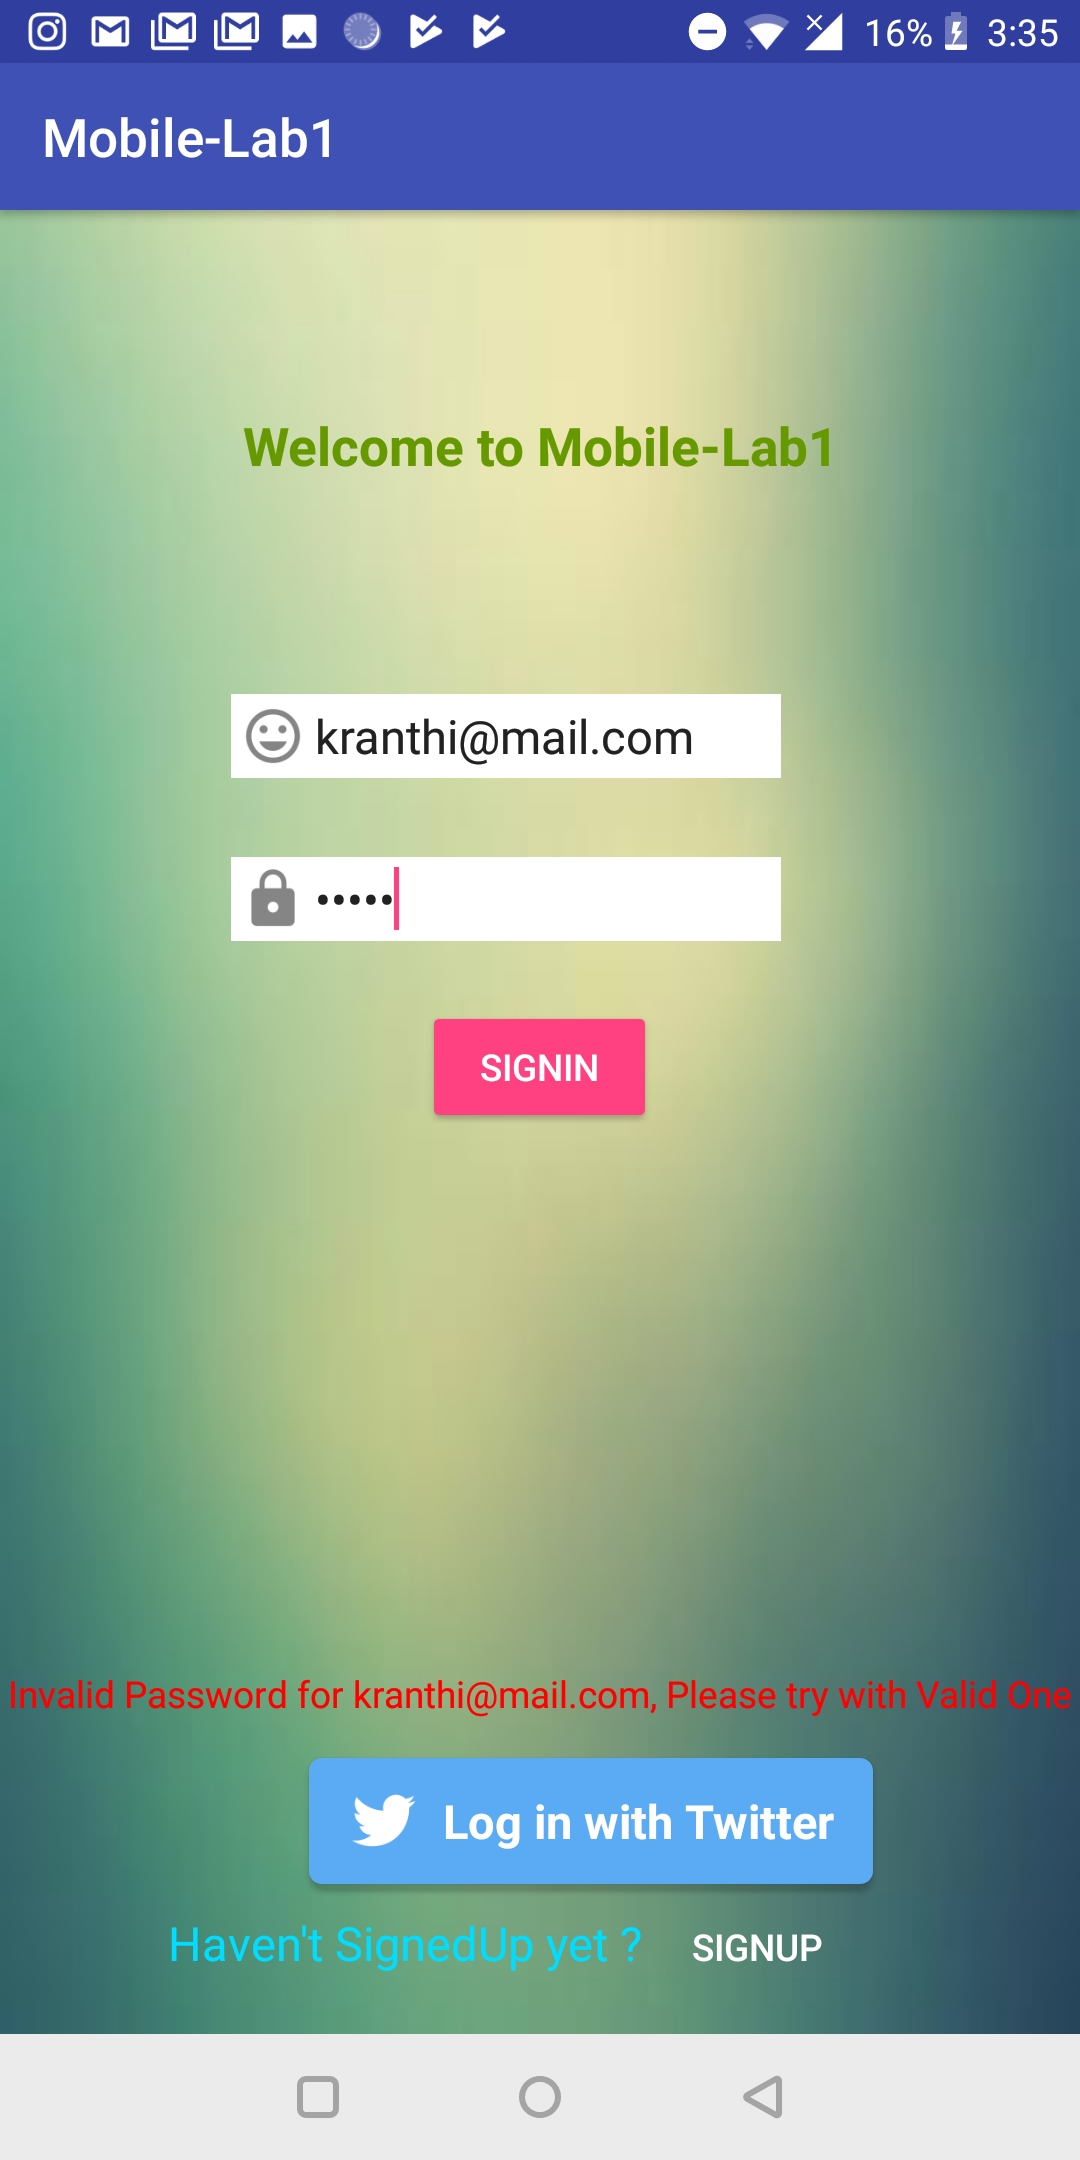 16% 3:35
Mobile-Lab1
Welcome to Mobile-Lab1
kranthi@mail.com
•••••
SIGNIN
Invalid Password for kranthi@mail.com, Please try with Valid One
Log in with Twitter
Haven't SignedUp yet ? SIGNUP